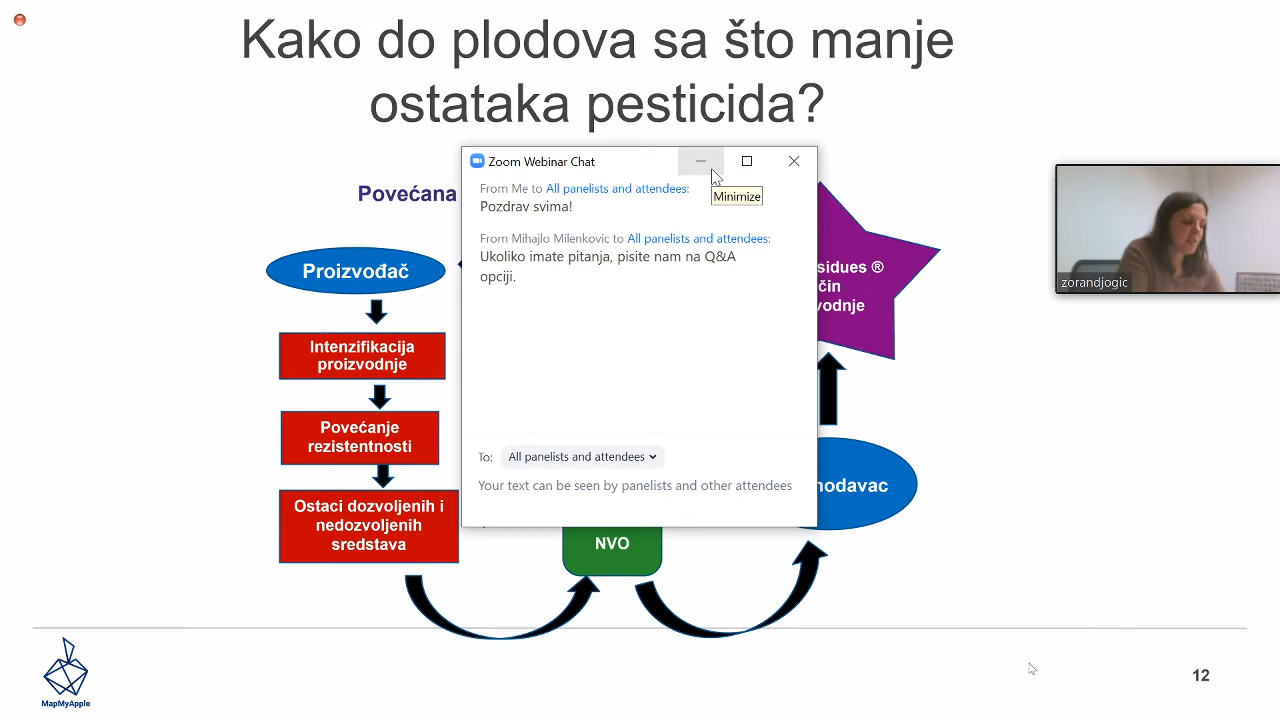 Kako do plodova sa što manje
ostataka pesticida?
Zoom Webinar Chat
From Me to All panelists and attendees:
Pozdrav svima!
Minimize
From Mihajlo Milenkovic to All panelists and attendees:
Ukoliko imate pitanja, pisite nam na Q&A
opciji.
To: All panelists and attendees
Your text can be seen by panelists and other attendees
Povećana
Proizvođač
Intenzifikacija
proizvodnje
Povećanje
rezistentnosti
Ostaci dozvoljenih i
nedozvoljenih
sredstava
NVO
sidues ®
čin
vodnje
odavac
zorandjogic
MapMyApple
12